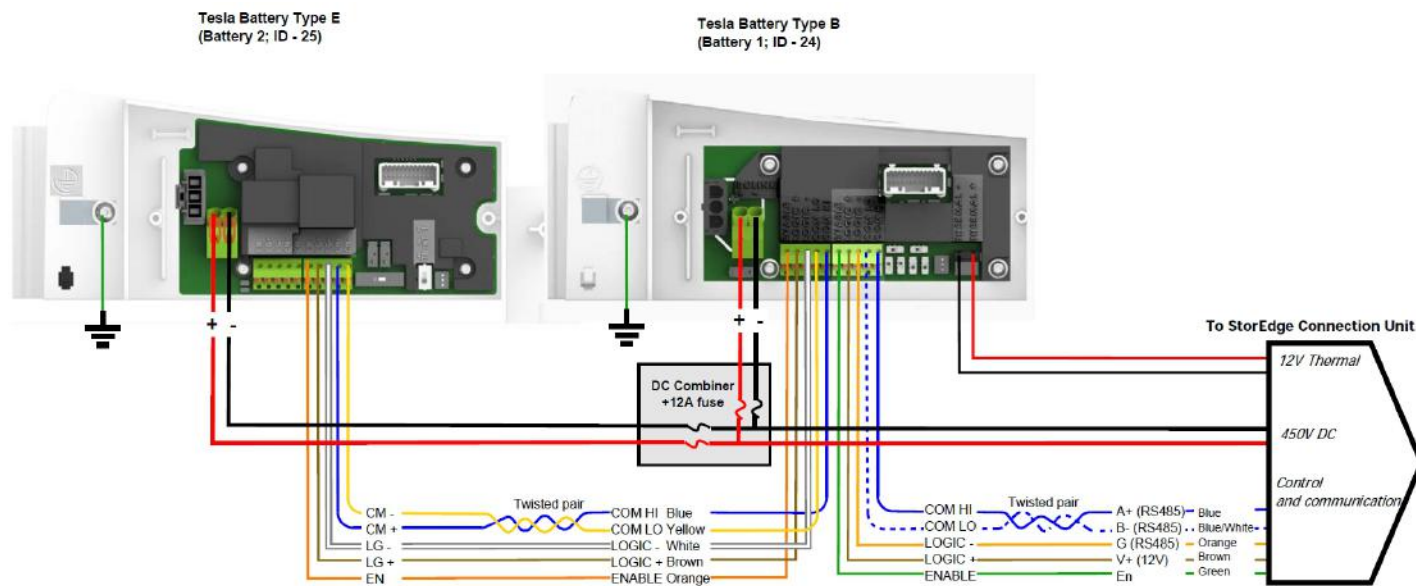 Tesla Battery Type E
(Battery 2; ID - 25)
Tesla Battery Type B
(Battery 1; ID - 24)
+ -
+ -
To StorEdge Connection Unit
12V Thermal
DC Combiner
+12A fuse
450V DC
Control
and communication
CM -
Twisted pair
COM HI Blue
CM +
COM LO Yellow
LG -
LOGIC - White
LG +
LOGIC + Brown
EN
ENABLE Orange
COM HI
Twisted pair
A+ (RS485) Blue
COM LO
B- (RS485) Blue/White
LOGIC -
G (RS485) Orange
LOGIC +
V+ (12V) Brown
ENABLE
En Green